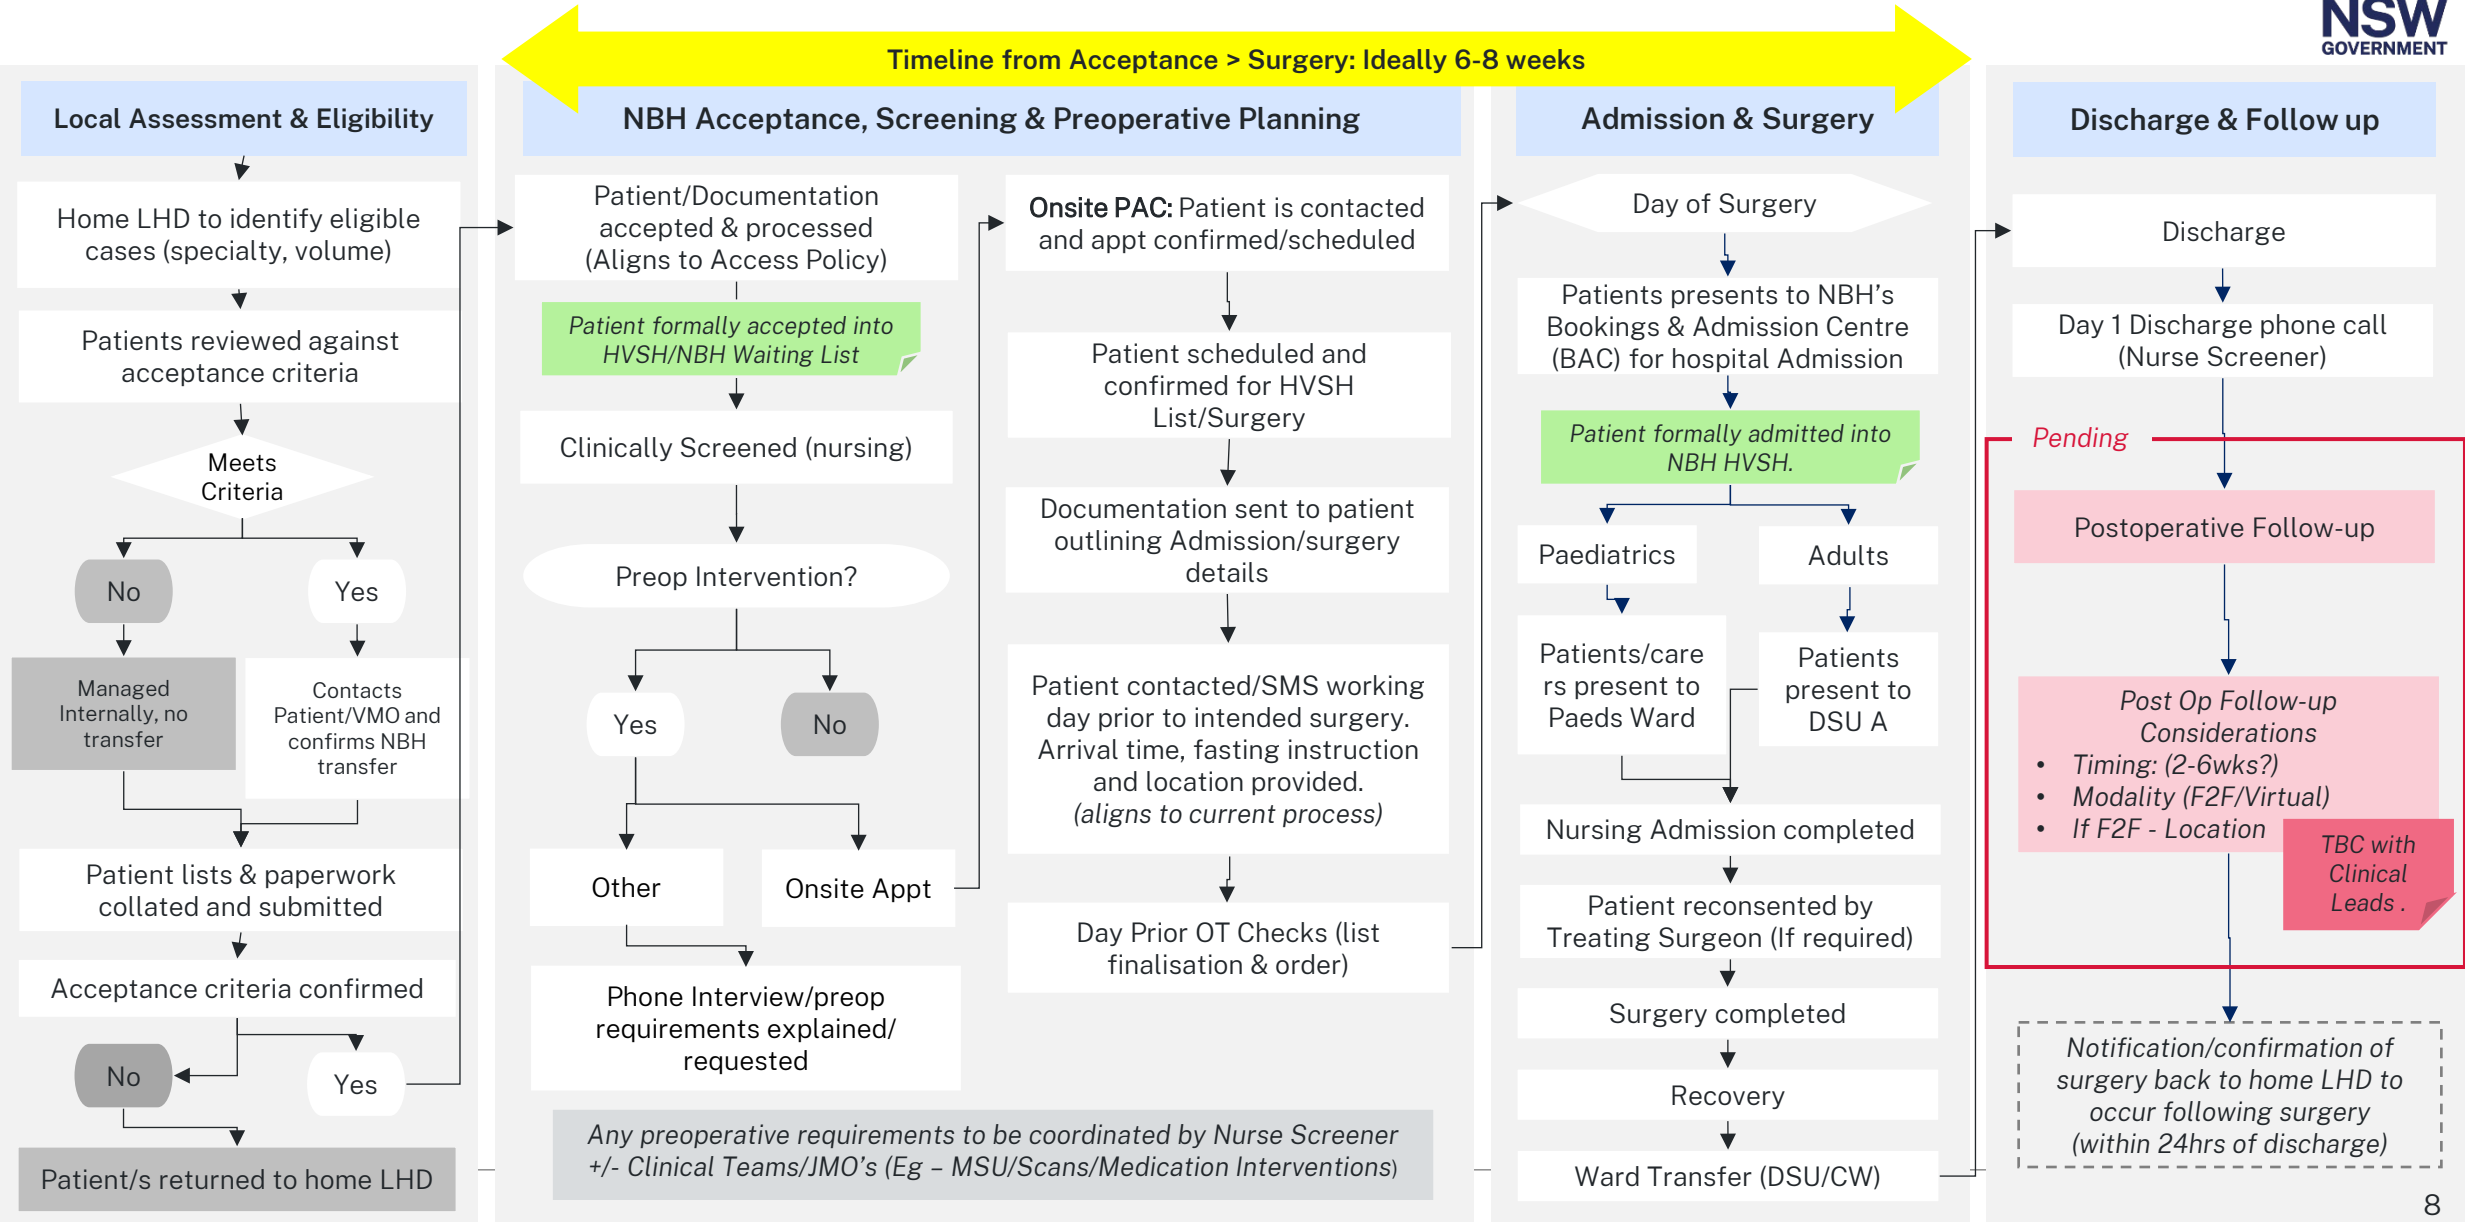 NSW
GOVERNMENT
Timeline from Acceptance > Surgery: Ideally 6-8 weeks
Local Assessment & Eligibility
Home LHD to identify eligible
cases (specialty, volume)
Patients reviewed against
acceptance criteria
Meets
Criteria
No
Yes
Managed
Internally, no
transfer
Contacts
Patient/VMO and
confirms NBH
transfer
Patient lists & paperwork
collated and submitted
Acceptance criteria confirmed
No
Yes
Patient/s returned to home LHD
NBH Acceptance, Screening & Preoperative Planning
Patient/Documentation
accepted & processed
(Aligns to Access Policy)
Patient formally accepted into
HVSH/NBH Waiting List
Clinically Screened (nursing)
Preop Intervention?
Yes
No
Other
Onsite Appt
Phone Interview/preop
requirements explained/
requested
Onsite PAC: Patient is contacted
and appt confirmed/scheduled
Patient scheduled and
confirmed for HVSH
List/Surgery
Documentation sent to patient
outlining Admission/surgery
details
Patient contacted/SMS working
day prior to intended surgery.
Arrival time, fasting instruction
and location provided.
(aligns to current process)
Day Prior OT Checks (list
finalisation & order)
Any preoperative requirements to be coordinated by Nurse Screener
+/- Clinical Teams/JMO's (Eg – MSU/Scans/Medication Interventions)
Admission & Surgery
Day of Surgery
Patients presents to NBH's
Bookings & Admission Centre
(BAC) for hospital Admission
Patient formally admitted into
NBH HVSH.
Paediatrics
Adults
Patients/care
rs present to
Paeds Ward
Patients
present to
DSU A
Nursing Admission completed
Patient reconsented by
Treating Surgeon (If required)
Surgery completed
Recovery
Ward Transfer (DSU/CW)
Discharge & Follow up
Discharge
Day 1 Discharge phone call
(Nurse Screener)
Pending
Postoperative Follow-up
Post Op Follow-up
Considerations
• Timing: (2-6wks?)
• Modality (F2F/Virtual)
• If F2F - Location
TBC with
Clinical
Leads .
Notification/confirmation of
surgery back to home LHD to
occur following surgery
(within 24hrs of discharge)
8